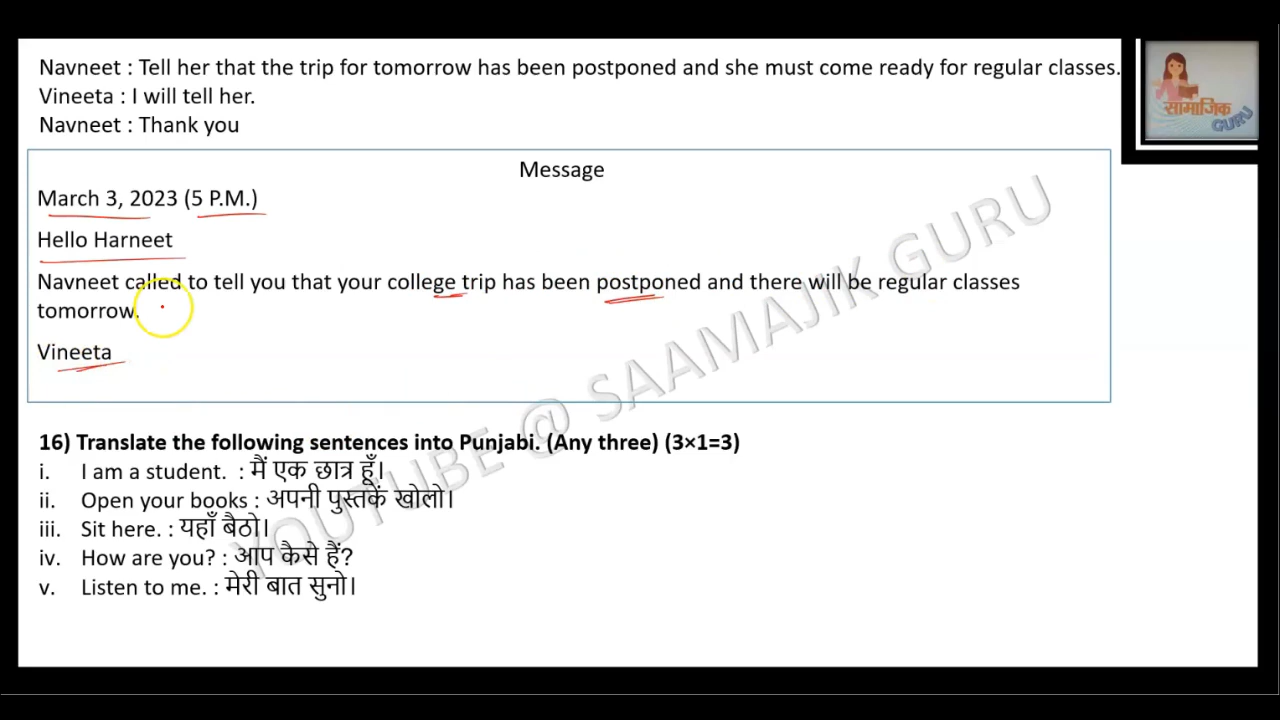 Navneet : Tell her that the trip for tomorrow has been postponed and she must come ready for regular classes.
Vineeta : I will tell her.
Navneet : Thank you
सामाजिक
GURU
Message
March 3, 2023 (5 P.M.)
Hello Harneet
Navneet called to tell you that your college trip has been postponed and there will be regular classes
tomorrow.
Vineeta
YOUTUBE @ SAAMAJIK GURU
16) Translate the following sentences into Punjabi. (Any three) (3×1=3)
i. I am a student. : मैं एक छात्र हूँ।
ii. Open your books : अपनी पुस्तकें खोलो।
iii. Sit here. : यहाँ बैठो।
iv. How are you? : आप कैसे हैं?
v. Listen to me. : मेरी बात सुनो।